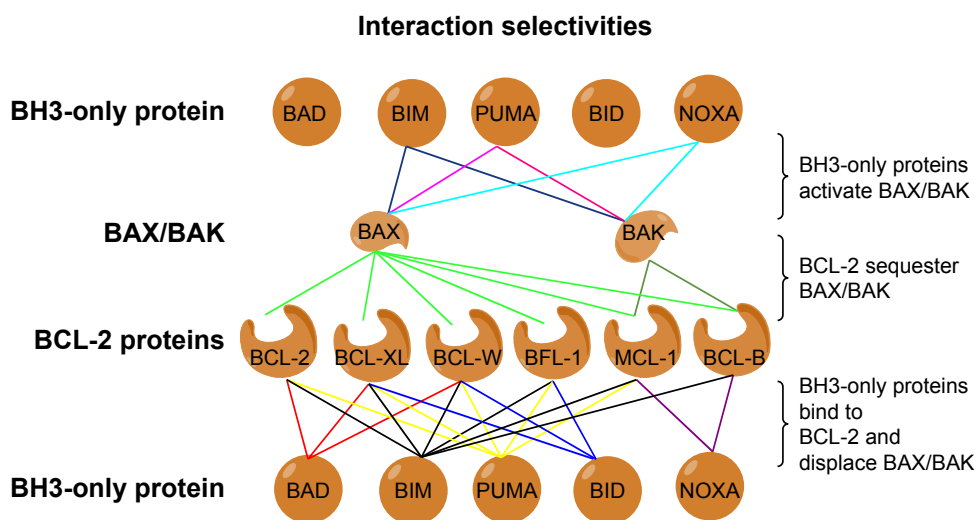 Interaction selectivities
BH3-only protein
BAD
BIM
PUMA
BID
NOXA
BH3-only proteins
activate BAX/BAK
BAX/BAK
BAX
BAK
BCL-2 sequester
BAX/BAK
BCL-2 proteins
BCL-2
BCL-XL
BCL-W
BFL-1
MCL-1
BCL-B
BH3-only proteins
bind to
BCL-2 and
displace BAX/BAK
BH3-only protein
BAD
BIM
PUMA
BID
NOXA